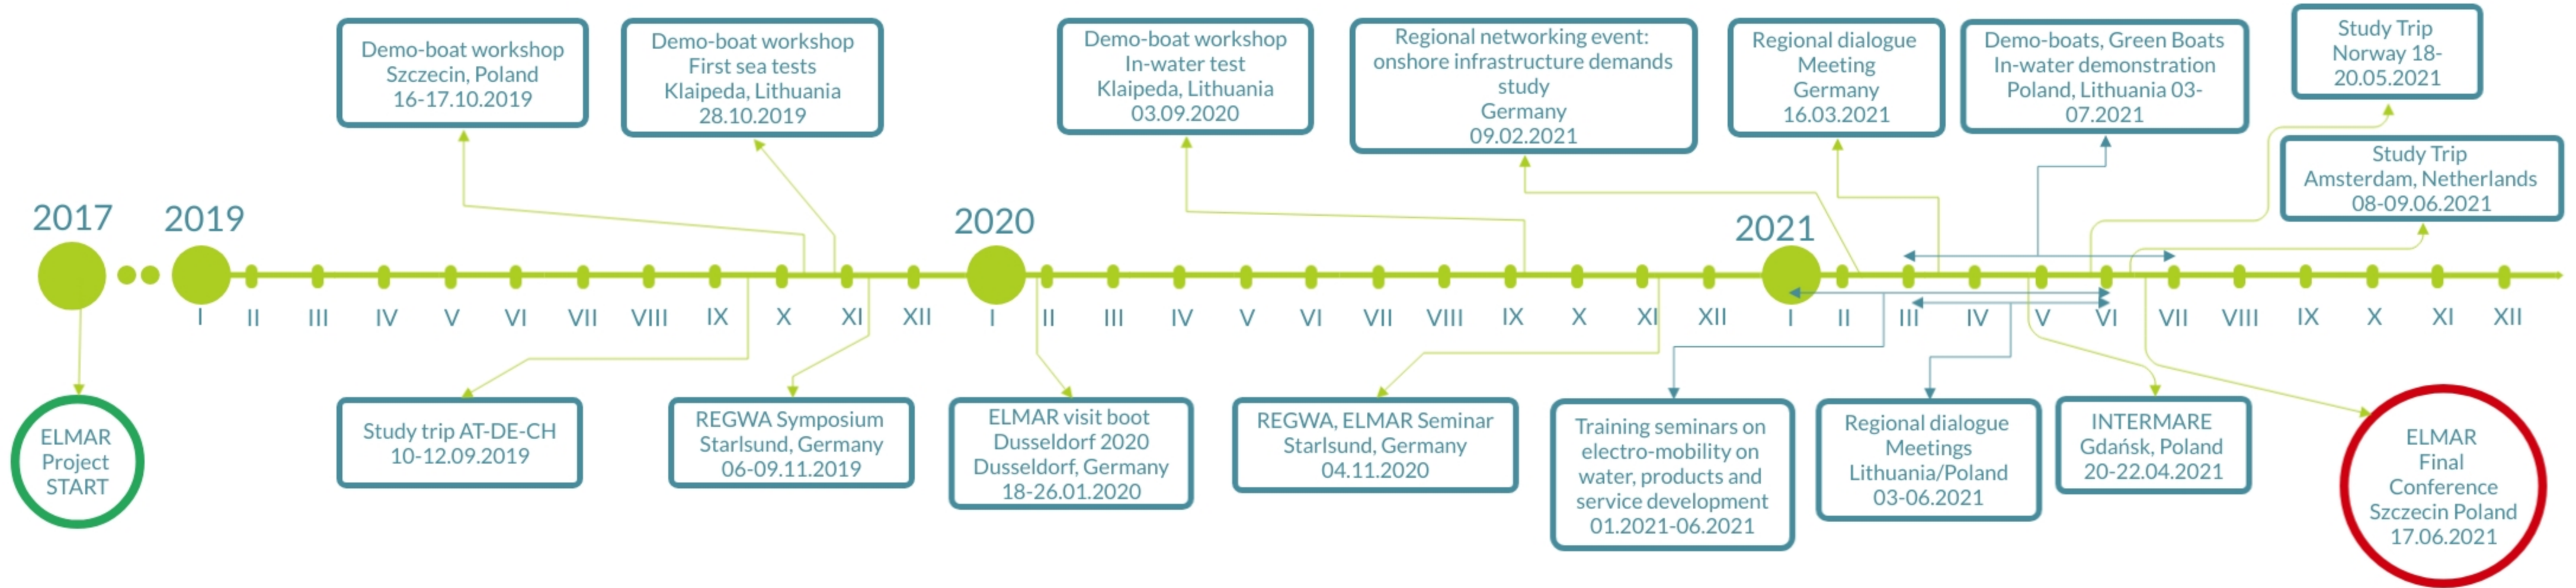 Demo-boat workshop
Szczecin, Poland
16-17.10.2019
Demo-boat workshop
First sea tests
Klaipeda, Lithuania
28.10.2019
Demo-boat workshop
In-water test
Klaipeda, Lithuania
03.09.2020
Regional networking event:
onshore infrastructure demands
study
Germany
09.02.2021
Regional dialogue
Meeting
Germany
16.03.2021
Demo-boats, Green Boats
In-water demonstration
Poland, Lithuania 03-
07.2021
Study Trip
Norway 18-
20.05.2021
Study Trip
Amsterdam, Netherlands
08-09.06.2021
2017 2019 2020 2021
I II III IV V VI VII VIII IX X XI XII I II III IV V VI VII VIII IX X XI XII I II III IV V VI VII VIII IX X XI XII
ELMAR
Project
START
Study trip AT-DE-CH
10-12.09.2019
REGWA Symposium
Starlsund, Germany
06-09.11.2019
ELMAR visit boot
Dusseldorf 2020
Dusseldorf, Germany
18-26.01.2020
REGWA, ELMAR Seminar
Starlsund, Germany
04.11.2020
Training seminars on
electro-mobility on
water, products and
service development
01.2021-06.2021
Regional dialogue
Meetings
Lithuania/Poland
03-06.2021
INTERMARE
Gdańsk, Poland
20-22.04.2021
ELMAR
Final
Conference
Szczecin Poland
17.06.2021